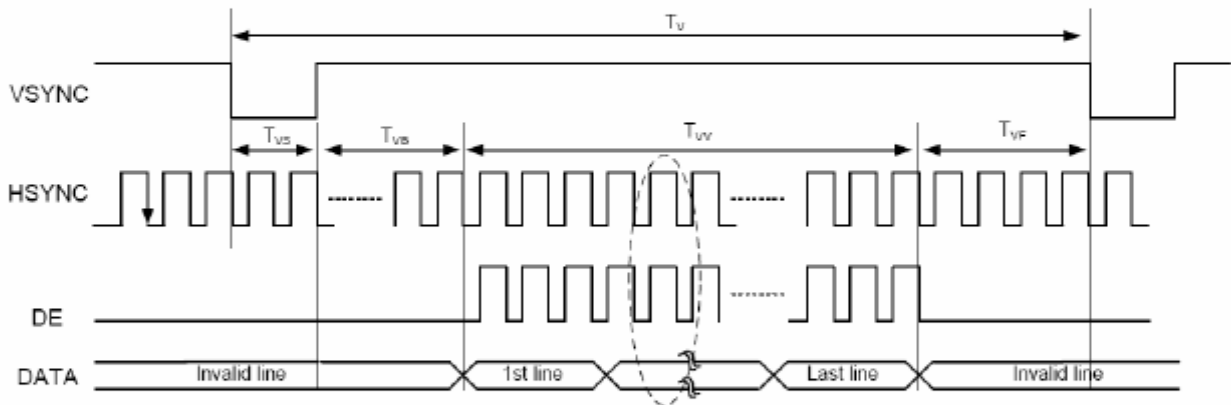 Tv
VSYNC
Tvs
TvB
Tvv
TvF
HSYNC
DE
DATA
Invalid line
1st line
Last line
Invalid line